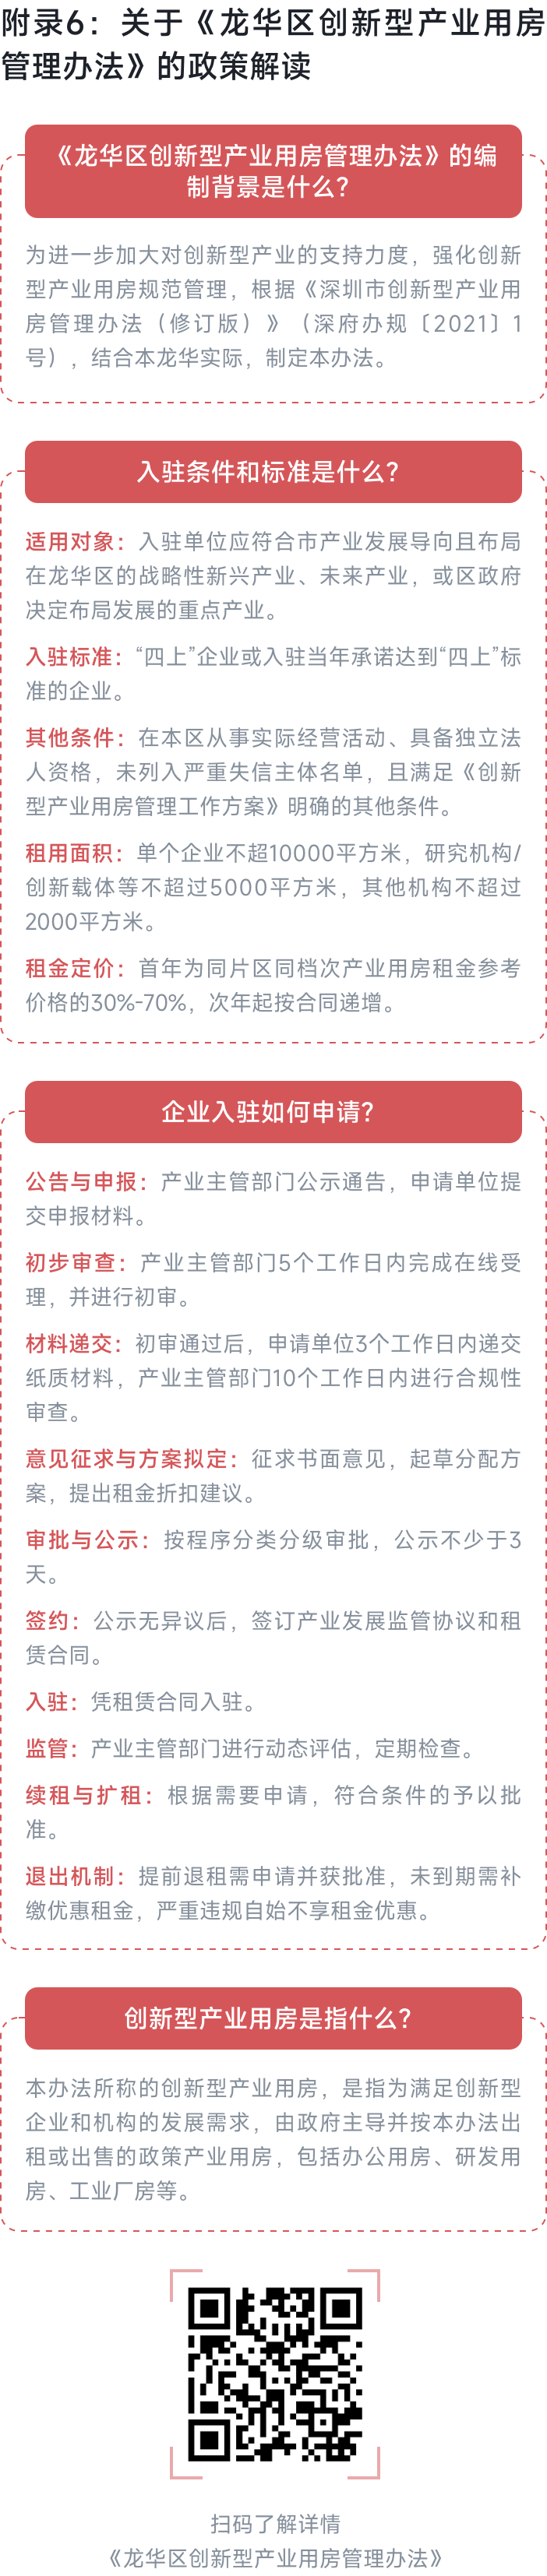 附录6：关于《龙华区创新型产业用房
管理办法》的政策解读
《龙华区创新型产业用房管理办法》的编
制背景是什么？
为进一步加大对创新型产业的支持力度，强化创新
型产业用房规范管理，根据《深圳市创新型产业用
房管理办法（修订版）》（深府办规〔2021〕1
号），结合本龙华实际，制定本办法。
入驻条件和标准是什么？
适用对象：入驻单位应符合市产业发展导向且布局
在龙华区的战略性新兴产业、未来产业，或区政府
决定布局发展的重点产业。
入驻标准：“四上”企业或入驻当年承诺达到“四上”标
准的企业。
其他条件：在本区从事实际经营活动、具备独立法
人资格，未列入严重失信主体名单，且满足《创新
型产业用房管理工作方案》明确的其他条件。
租用面积：单个企业不超10000平方米，研究机构/
创新载体等不超过5000平方米，其他机构不超过
2000平方米。
租金定价：首年为同片区同档次产业用房租金参考
价格的30%-70%，次年起按合同递增。
企业入驻如何申请？
公告与申报：产业主管部门公示通告，申请单位提
交申报材料。
初步审查：产业主管部门5个工作日内完成在线受
理，并进行初审。
材料递交：初审通过后，申请单位3个工作日内递交
纸质材料，产业主管部门10个工作日内进行合规性
审查。
意见征求与方案拟定：征求书面意见，起草分配方
案，提出租金折扣建议。
审批与公示：按程序分类分级审批，公示不少于3
天。
签约：公示无异议后，签订产业发展监管协议和租
赁合同。
入驻：凭租赁合同入驻。
监管：产业主管部门进行动态评估，定期检查。
续租与扩租：根据需要申请，符合条件的予以批
准。
退出机制：提前退租需申请并获批准，未到期需补
缴优惠租金，严重违规自始不享租金优惠。
创新型产业用房是指什么？
本办法所称的创新型产业用房，是指为满足创新型
企业和机构的发展需求，由政府主导并按本办法出
租或出售的政策产业用房，包括办公用房、研发用
房、工业厂房等。
扫码了解详情
《龙华区创新型产业用房管理办法》